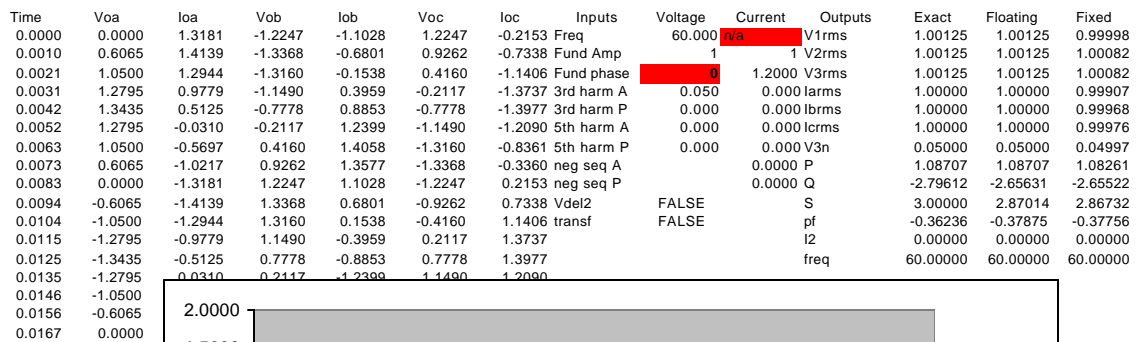 Time Voa Ioa Vob Iob Voc Ioc Inputs Voltage Current Outputs Exact Floating Fixed
0.0000 0.0000 1.3181 -1.2247 -1.1028 1.2247 -0.2153 Freq 60.000 n/a V1rms 1.00125 1.00125 0.99998
0.0010 0.6065 1.4139 -1.3368 -0.6801 0.9262 -0.7338 Fund Amp 1 1 V2rms 1.00125 1.00125 1.00082
0.0021 1.0500 1.2944 -1.3160 -0.1538 0.4160 -1.1406 Fund phase 0 1.2000 V3rms 1.00125 1.00125 1.00082
0.0031 1.2795 0.9779 -1.1490 0.3959 -0.2117 -1.3737 3rd harm A 0.050 0.000 Iarms 1.00000 1.00000 0.99907
0.0042 1.3435 0.5125 -0.7778 0.8853 -0.7778 -1.3977 3rd harm P 0.000 0.000 Ibrms 1.00000 1.00000 0.99968
0.0052 1.2795 -0.0310 -0.2117 1.2399 -1.1490 -1.2090 5th harm A 0.000 0.000 Icrms 1.00000 1.00000 0.99976
0.0063 1.0500 -0.5697 0.4160 1.4058 -1.3160 -0.8361 5th harm P 0.000 0.000 V3n 0.05000 0.05000 0.04997
0.0073 0.6065 -1.0217 0.9262 1.3577 -1.3368 -0.3360 neg seq A 0.0000 P 1.08707 1.08707 1.08261
0.0083 0.0000 -1.3181 1.2247 1.1028 -1.2247 0.2153 neg seq P 0.0000 Q -2.79612 -2.65631 -2.65522
0.0094 -0.6065 -1.4139 1.3368 0.6801 -0.9262 0.7338 Vdel2 FALSE S 3.00000 2.87014 2.86732
0.0104 -1.0500 -1.2944 1.3160 0.1538 -0.4160 1.1406 transf FALSE pf -0.36236 -0.37875 -0.37756
0.0115 -1.2795 -0.9779 1.1490 -0.3959 0.2117 1.3737 I2 0.00000 0.00000 0.00000
0.0125 -1.3435 -0.5125 0.7778 -0.8853 0.7778 1.3977 freq 60.00000 60.00000 60.00000
0.0135 -1.2795 0.0310 0.2117 -1.2399 1.1490 1.2090
0.0146 -1.0500
0.0156 -0.6065
0.0167 0.0000
2.0000